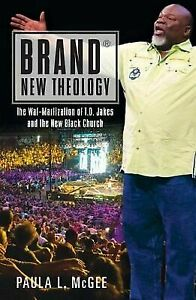 BRAND®
NEW THEOLOGY
The Wal-Martization of T.D. Jakes
and the New Black Church
PAULA L. McGEE